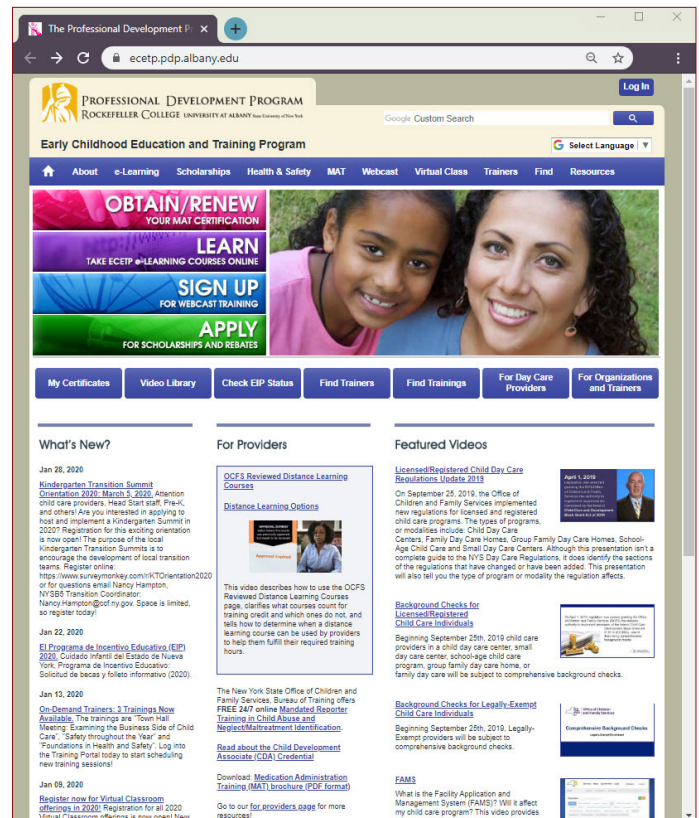 The Professional Development P
ecetp.pdp.albany.edu
Log In
PROFESSIONAL DEVELOPMENT PROGRAM
ROCKEFELLER COLLEGE UNIVERSITY AT ALBANY State University of New York
Google Custom Search
Early Childhood Education and Training Program
G Select Language ▼
About e-Learning Scholarships Health & Safety MAT Webcast Virtual Class Trainers Find Resources
OBTAIN/RENEW
YOUR MAT CERTIFICATION
http://www
LEARN
TAKE ECETP e-LEARNING COURSES ONLINE
SIGN UP
FOR WEBCAST TRAINING
APPLY
FOR SCHOLARSHIPS AND REBATES
My Certificates
Video Library
Check EIP Status
Find Trainers
Find Trainings
For Day Care
Providers
For Organizations
and Trainers
What's New?
Jan 28, 2020
Kindergarten Transition Summit
Orientation 2020: March 5, 2020. Attention
child care providers, Head Start staff, Pre-K,
and others! Are you interested in applying to
host and implement a Kindergarten Summit in
2020? Registration for this exciting orientation
is now open! The purpose of the local
Kindergarten Transition Summits is to
encourage the development of local transition
teams. Register online:
https://www.surveymonkey.com/r/KTOrientation2020
or for questions email Nancy Hampton,
NYSB5 Transition Coordinator:
Nancy.Hampton@ccf.ny.gov. Space is limited,
so register today!
Jan 22, 2020
El Programa de Incentivo Educativo (EIP)
2020. Cuidado Infantil del Estado de Nueva
York, Programa de Incentivo Educativo:
Solicitud de becas y folleto informativo (2020).
Jan 13, 2020
On-Demand Trainers: 3 Trainings Now
Available. The trainings are "Town Hall
Meeting: Examining the Business Side of Child
Care", "Safety throughout the Year" and
"Foundations in Health and Safety". Log into
the Training Portal today to start scheduling
new training sessions!
Jan 09, 2020
Register now for Virtual Classroom
offerings in 2020! Registration for all 2020
Virtual Classroom offerings is now open! New
For Providers
OCFS Reviewed Distance Learning
Courses
Distance Learning Options
Approval Expired
This video describes how to use the OCFS
Reviewed Distance Learning Courses
page, clarifies what courses count for
training credit and which ones do not, and
tells how to determine when a distance
learning course can be used by providers
to help them fulfill their required training
hours.
The New York State Office of Children and
Family Services, Bureau of Training offers
FREE 24/7 online Mandated Reporter
Training in Child Abuse and
Neglect/Maltreatment Identification.
Read about the Child Development
Associate (CDA) Credential
Download: Medication Administration
Training (MAT) brochure (PDF format)
Go to our for providers page for more
resources!
Featured Videos
Licensed/Registered Child Day Care
Regulations Update 2019
On September 25, 2019, the Office of
Children and Family Services implemented
new regulations for licensed and registered
child care programs. The types of programs,
or modalities include: Child Day Care
Centers, Family Day Care Homes, Group Family Day Care Homes, School-
Age Child Care and Small Day Care Centers. Although this presentation isn't a
complete guide to the NYS Day Care Regulations, it does identify the sections
of the regulations that have changed or have been added. This presentation
will also tell you the type of program or modality the regulation affects.
April 1, 2019
Background Checks for
Licensed/Registered
Child Care Individuals
Beginning September 25th, 2019 child care
providers in a child day care center, small
day care center, school-age child care
program, group family day care home, or
family day care will be subject to comprehensive background checks.
Background Checks for Legally-Exempt
Child Care Individuals
Beginning September 25th, 2019, Legally-
Exempt providers will be subject to
comprehensive background checks.
Office of Children
and Family Services
Comprehensive Background Checks
FAMS
What is the Facility Application and
Management System (FAMS)? Will it affect
my child care program? This video provides